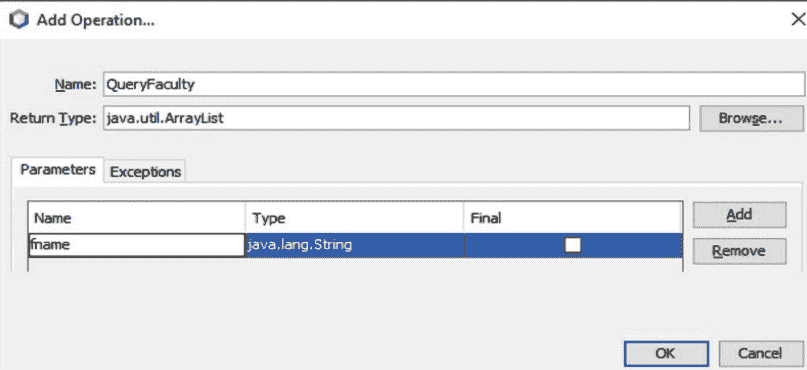 Add Operation...
Name: QueryFaculty
Return Type: java.util.ArrayList Browse...
Parameters Exceptions
Name Type Final Add
fname java.lang.String Remove
OK Cancel